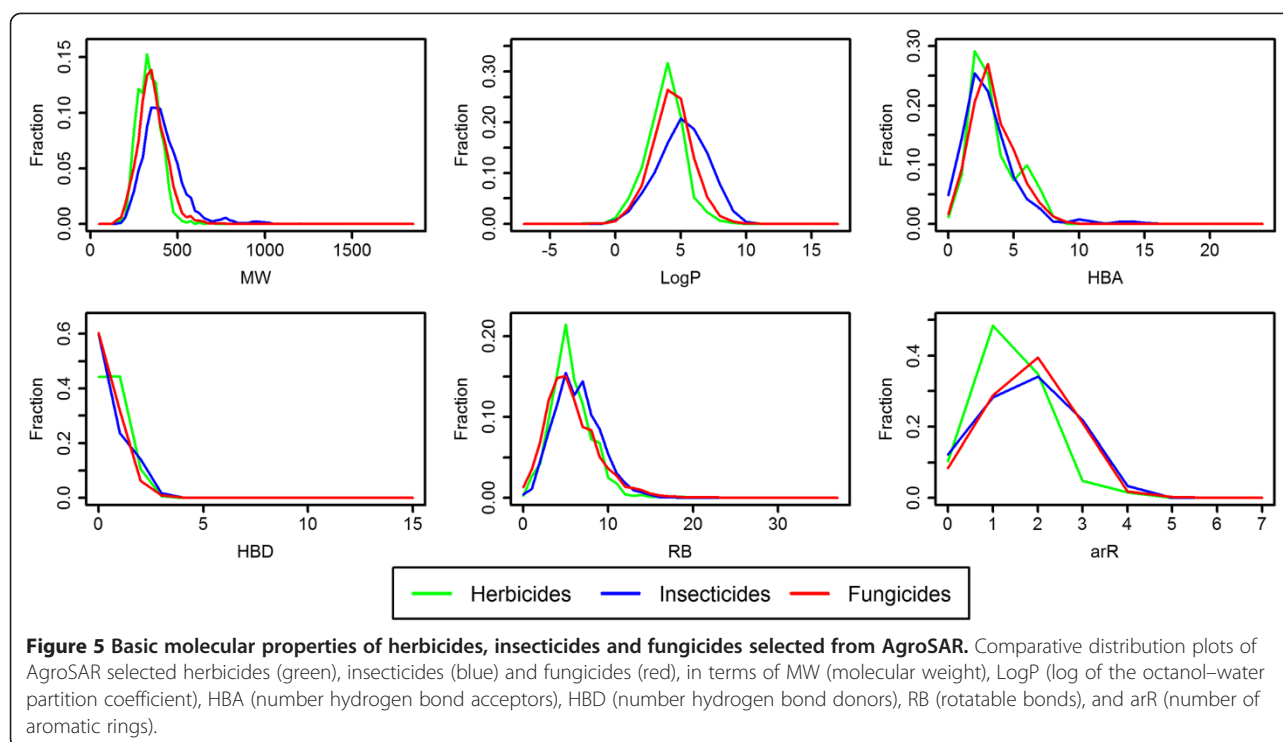 0.00 0.05 0.10 0.15
Fraction
0 500 1000 1500
MW
0.00 0.10 0.20 0.30
Fraction
-5 0 5 10 15
LogP
0.00 0.10 0.20 0.30
Fraction
0 5 10 15 20
HBA
0.0 0.2 0.4 0.6
Fraction
0 5 10 15
HBD
0.00 0.10 0.20
Fraction
0 10 20 30
RB
0.0 0.2 0.4
Fraction
0 1 2 3 4 5 6 7
arR
Herbicides Insecticides Fungicides
Figure 5 Basic molecular properties of herbicides, insecticides and fungicides selected from AgroSAR. Comparative distribution plots of
AgroSAR selected herbicides (green), insecticides (blue) and fungicides (red), in terms of MW (molecular weight), LogP (log of the octanol–water
partition coefficient), HBA (number hydrogen bond acceptors), HBD (number hydrogen bond donors), RB (rotatable bonds), and arR (number of
aromatic rings).